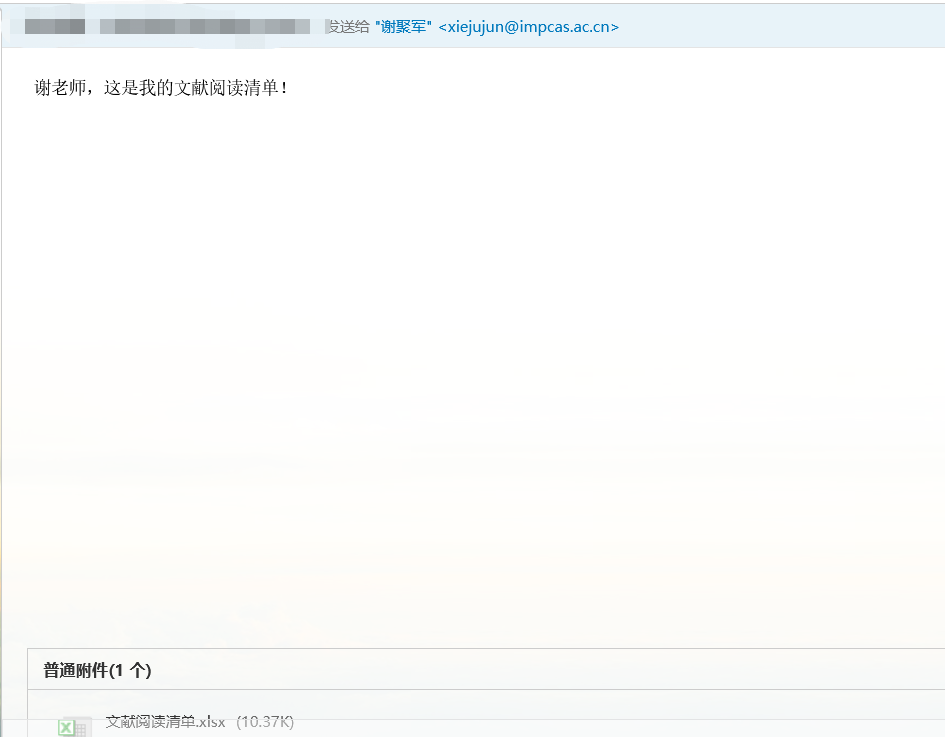 发送给 "谢聚军" <xiejujun@impcas.ac.cn>
谢老师，这是我的文献阅读清单！
普通附件(1 个)
文献阅读清单.xlsx (10.37K)